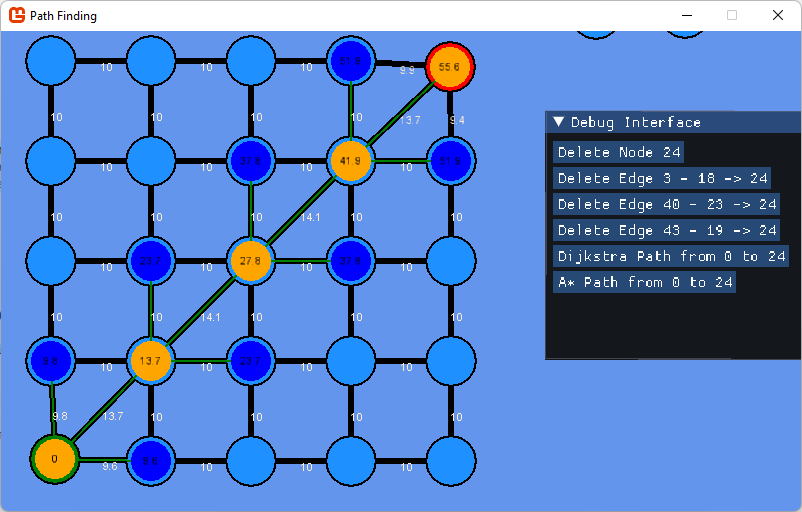 Path Finding
10 10 10 51.9 9.9 55.6
10 10 10 10 13.7 9.4
10 10 37.9 10 41.9 51.9
10 10 10 14.1 10 10
10 23.7 10 27.8 10 37.8 10
10 10 14.1 10 10 10
9.8 10 13.7 10 23.7 10 10
9.8 13.7 10 10 10 10
0 9.6 9.6 10 10 10
Debug Interface
Delete Node 24
Delete Edge 3 - 18 -> 24
Delete Edge 40 - 23 -> 24
Delete Edge 43 - 19 -> 24
Dijkstra Path from 0 to 24
A* Path from 0 to 24